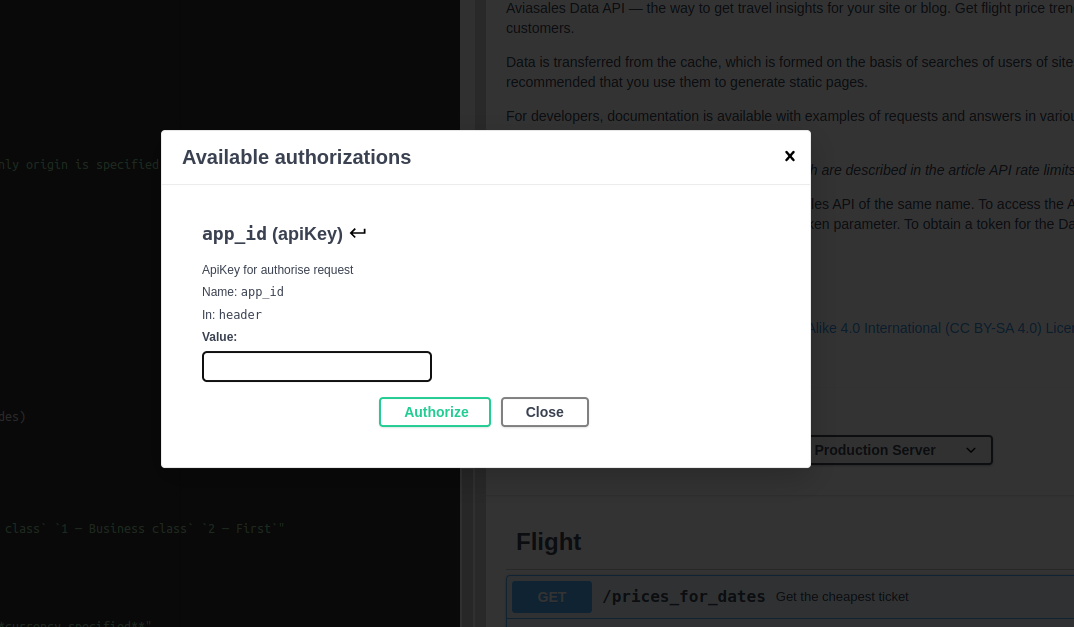 Aviasales Data API — the way to get travel insights for your site or blog. Get flight price tren
customers.
Data is transferred from the cache, which is formed on the basis of searches of users of site
recommended that you use them to generate static pages.
For developers, documentation is available with examples of requests and answers in variou
nly origin is specified
Available authorizations
h are described in the article API rate limits
les API of the same name. To access the A
ken parameter. To obtain a token for the Da
app_id (apiKey)
ApiKey for authorise request
Name: app_id
In: header
Value:
Alike 4.0 International (CC BY-SA 4.0) Lice
Authorize Close
des)
Production Server
class` `1 — Business class` `2 — First`"
Flight
GET /prices_for_dates Get the cheapest ticket
currency specified**"